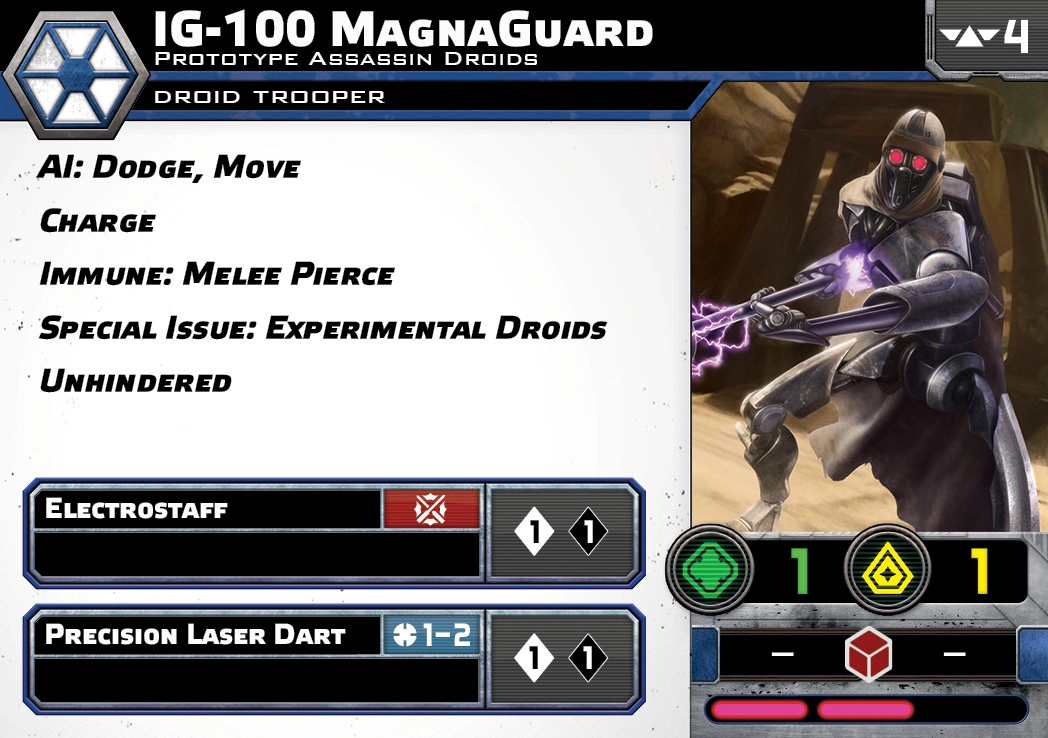 IG-100 MagnaGuard
4
Prototype Assassin Droids
Droid Trooper
AI: Dodge, Move
Charge
Immune: Melee Pierce
Special Issue: Experimental Droids
Unhindered
Electrostaff
1 1
Precision Laser Dart 1–2
1 1
1 1
– –